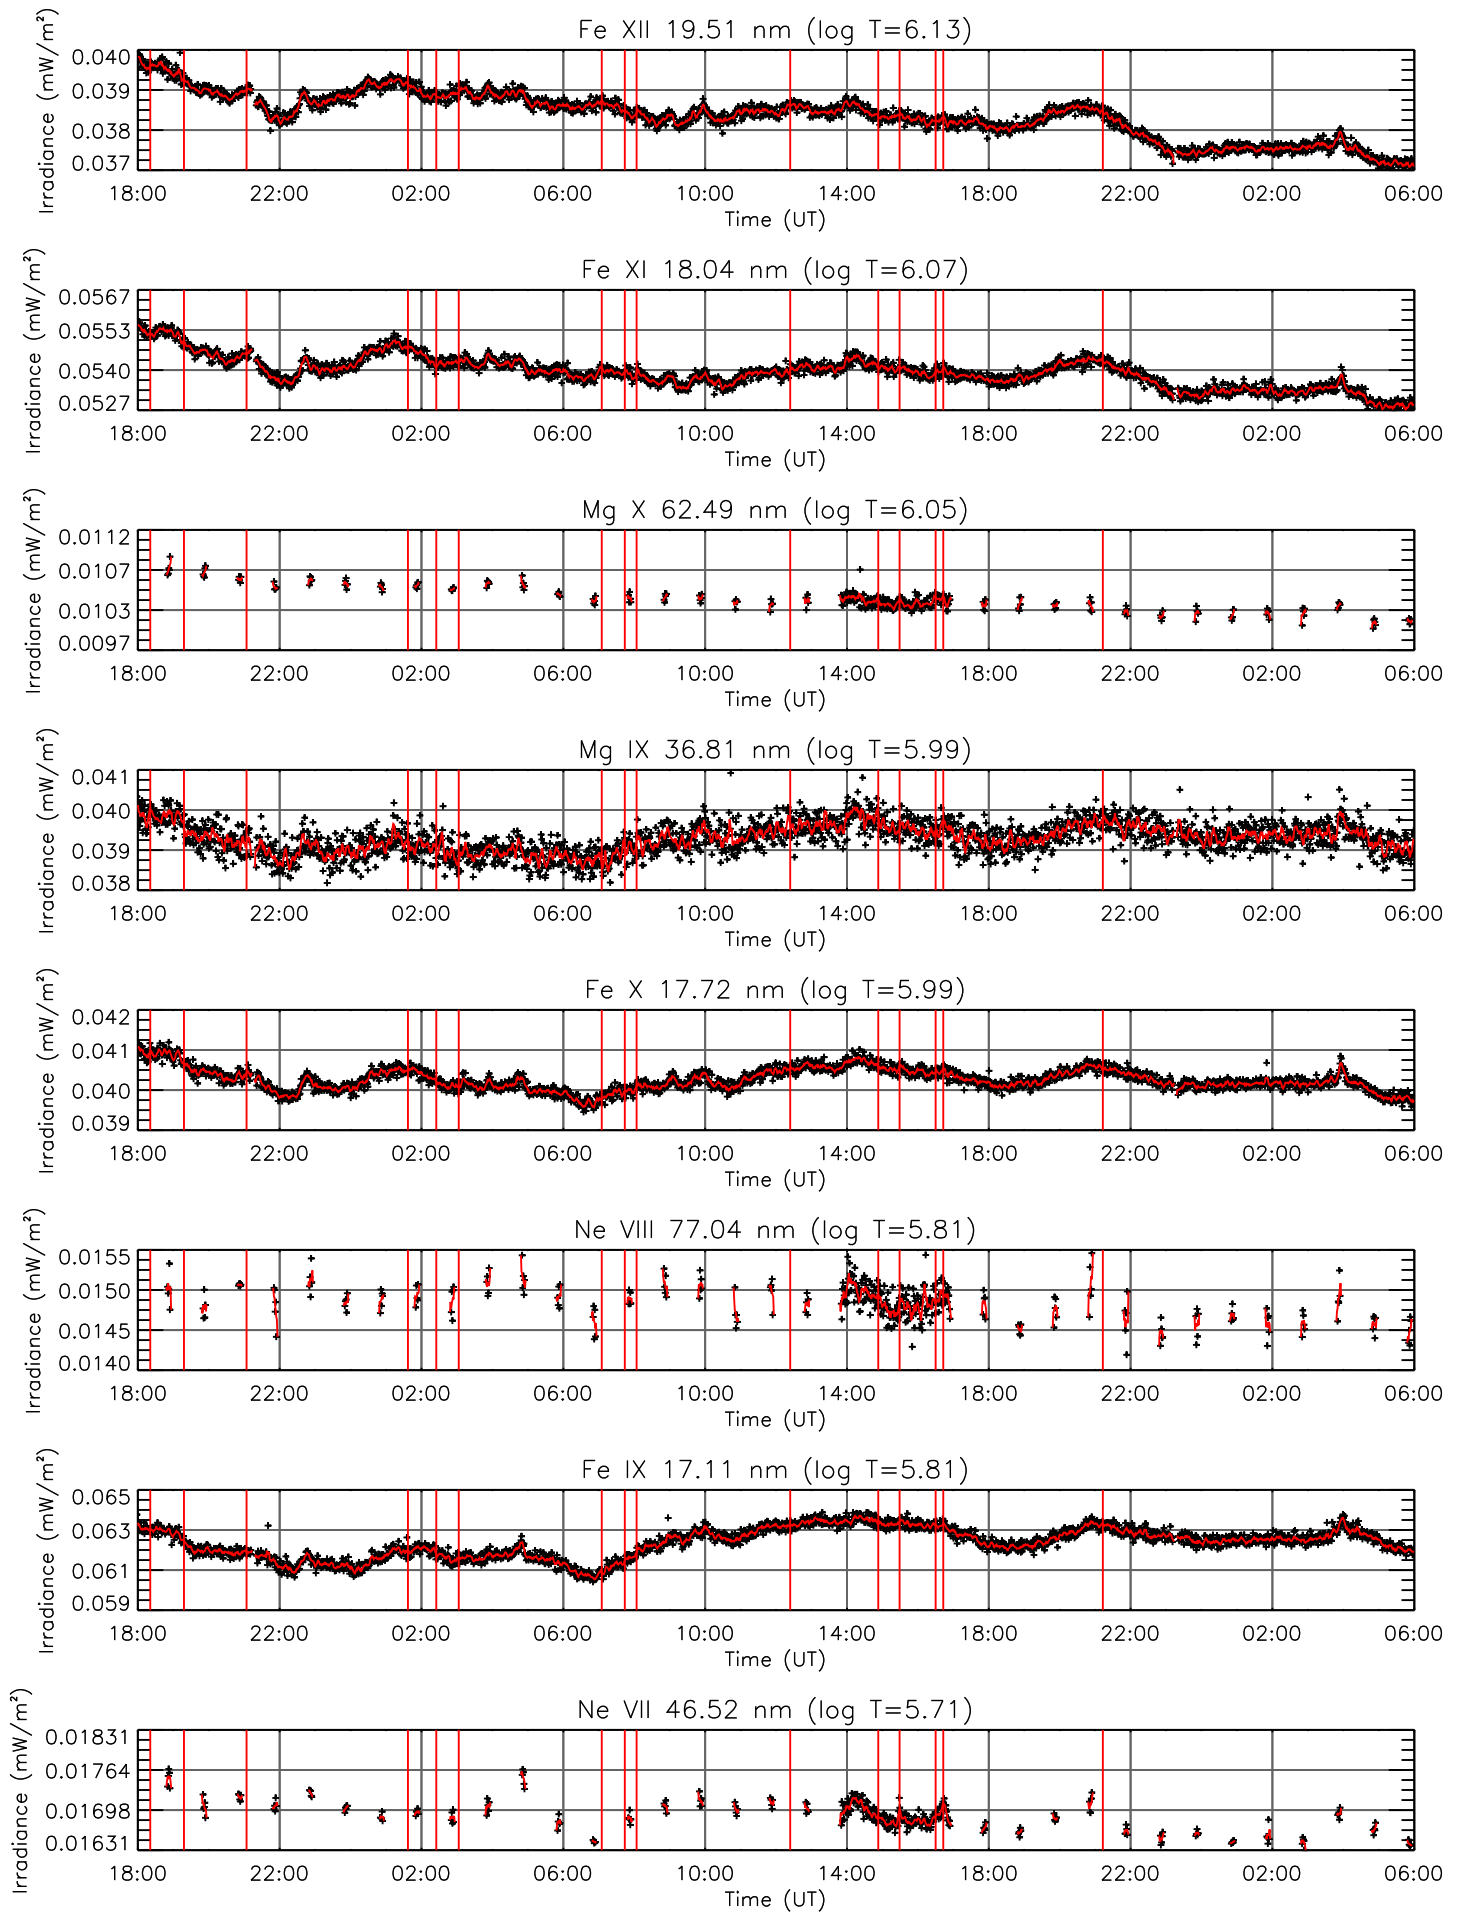 Fe XII 19.51 nm (log T=6.13)
Irradiance (mW/m²)
0.040
0.039
0.038
0.037
18:00 22:00 02:00 06:00 10:00 14:00 18:00 22:00 02:00 06:00
Time (UT)
Fe XI 18.04 nm (log T=6.07)
Irradiance (mW/m²)
0.0567
0.0553
0.0540
0.0527
18:00 22:00 02:00 06:00 10:00 14:00 18:00 22:00 02:00 06:00
Time (UT)
Mg X 62.49 nm (log T=6.05)
Irradiance (mW/m²)
0.0112
0.0107
0.0103
0.0097
18:00 22:00 02:00 06:00 10:00 14:00 18:00 22:00 02:00 06:00
Time (UT)
Mg IX 36.81 nm (log T=5.99)
Irradiance (mW/m²)
0.041
0.040
0.039
0.038
18:00 22:00 02:00 06:00 10:00 14:00 18:00 22:00 02:00 06:00
Time (UT)
Fe X 17.72 nm (log T=5.99)
Irradiance (mW/m²)
0.042
0.041
0.040
0.039
18:00 22:00 02:00 06:00 10:00 14:00 18:00 22:00 02:00 06:00
Time (UT)
Ne VIII 77.04 nm (log T=5.81)
Irradiance (mW/m²)
0.0155
0.0150
0.0145
0.0140
18:00 22:00 02:00 06:00 10:00 14:00 18:00 22:00 02:00 06:00
Time (UT)
Fe IX 17.11 nm (log T=5.81)
Irradiance (mW/m²)
0.065
0.063
0.061
0.059
18:00 22:00 02:00 06:00 10:00 14:00 18:00 22:00 02:00 06:00
Time (UT)
Ne VII 46.52 nm (log T=5.71)
Irradiance (mW/m²)
0.01831
0.01764
0.01698
0.01631
18:00 22:00 02:00 06:00 10:00 14:00 18:00 22:00 02:00 06:00
Time (UT)